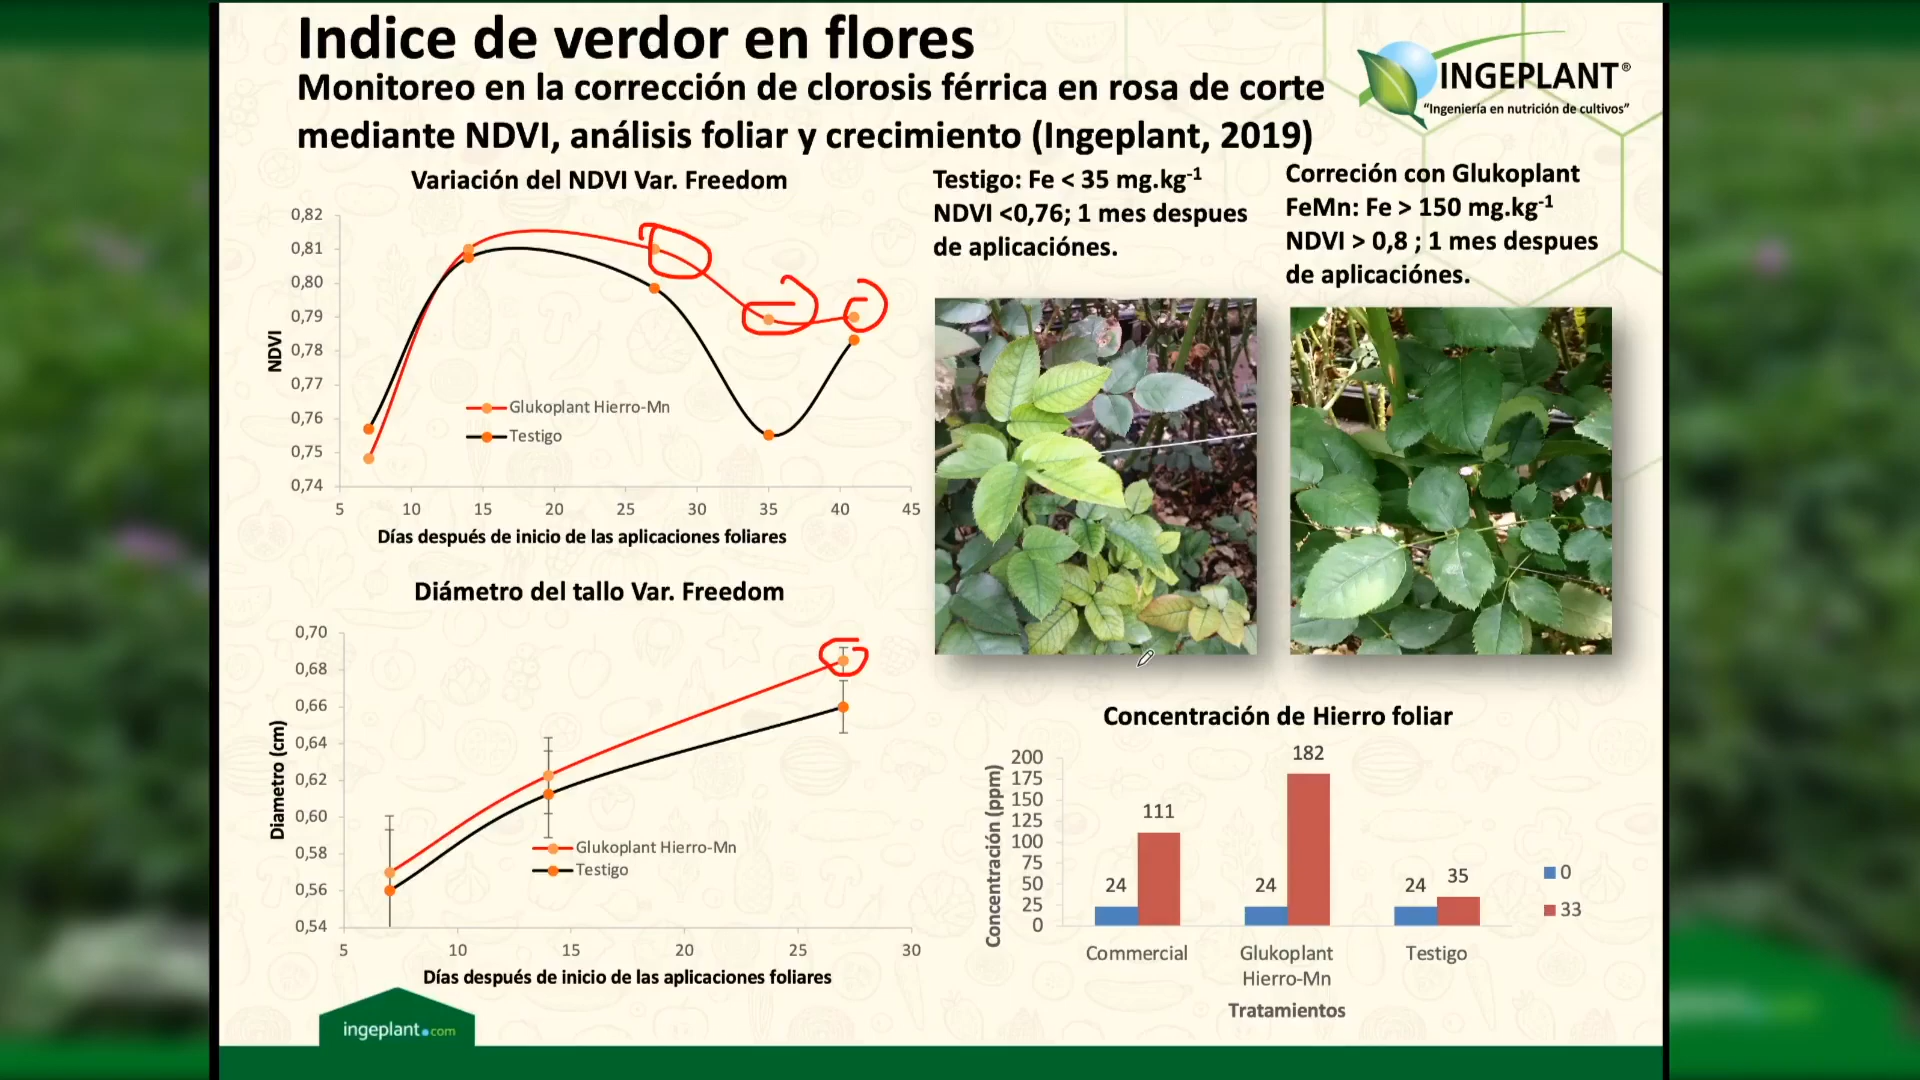 Indice de verdor en flores
Monitoreo en la corrección de clorosis férrica en rosa de corte
mediante NDVI, análisis foliar y crecimiento (Ingeplant, 2019)
INGEPLANT®
“Ingeniería en nutrición de cultivos”
Variación del NDVI Var. Freedom
0,82
0,81
0,80
0,79
0,78
0,77
0,76
0,75
0,74
NDVI
Glukoplant Hierro-Mn
Testigo
5 10 15 20 25 30 35 40 45
Días después de inicio de las aplicaciones foliares
Testigo: Fe < 35 mg.kg-1
NDVI <0,76; 1 mes despues
de aplicaciónes.
Correción con Glukoplant
FeMn: Fe > 150 mg.kg-1
NDVI > 0,8 ; 1 mes despues
de aplicaciónes.
Diámetro del tallo Var. Freedom
0,70
0,68
0,66
0,64
0,62
0,60
0,58
0,56
0,54
Diametro (cm)
Glukoplant Hierro-Mn
Testigo
5 10 15 20 25 30
Días después de inicio de las aplicaciones foliares
Concentración de Hierro foliar
200
175
150
125
100
75
50
25
0
Concentración (ppm)
24 111 24 182 24 35
0
33
Commercial Glukoplant Testigo
Hierro-Mn
Tratamientos
ingeplant.com